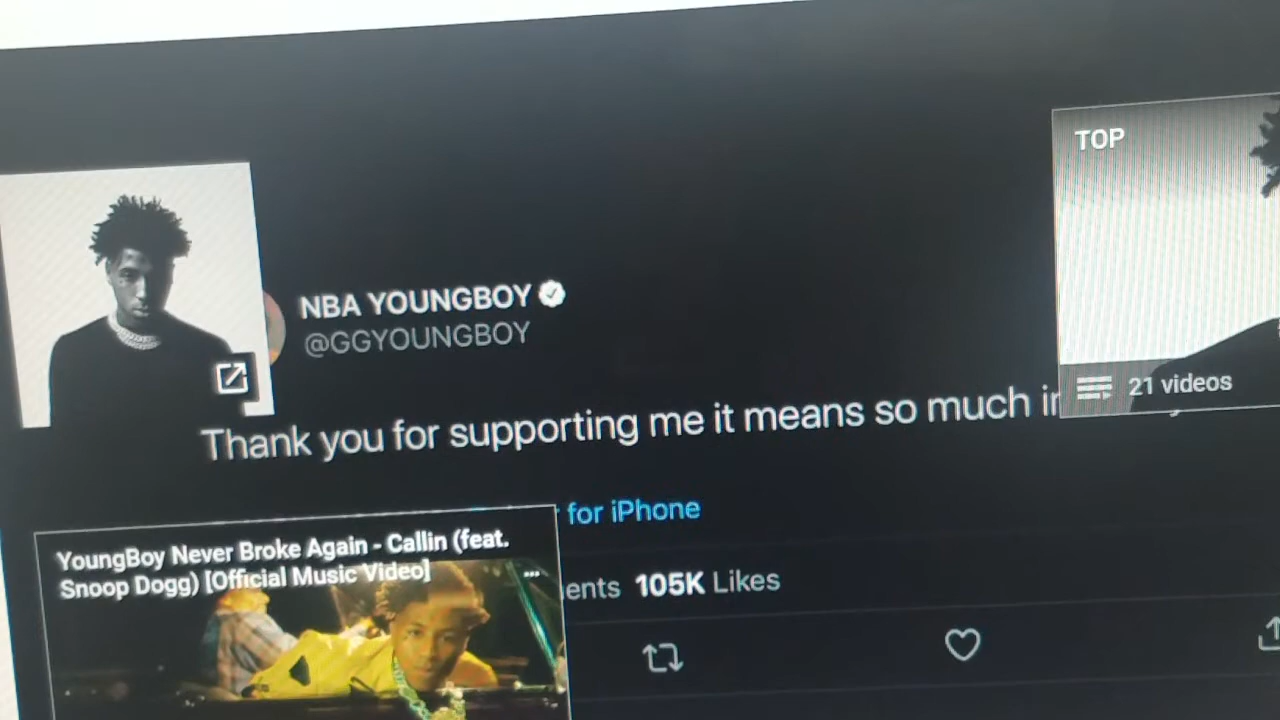 TOP
NBA YOUNGBOY
@GGYOUNGBOY
21 videos
Thank you for supporting me it means so much
for iPhone
YoungBoy Never Broke Again - Callin (feat.
Snoop Dogg) [Official Music Video]
105K Likes